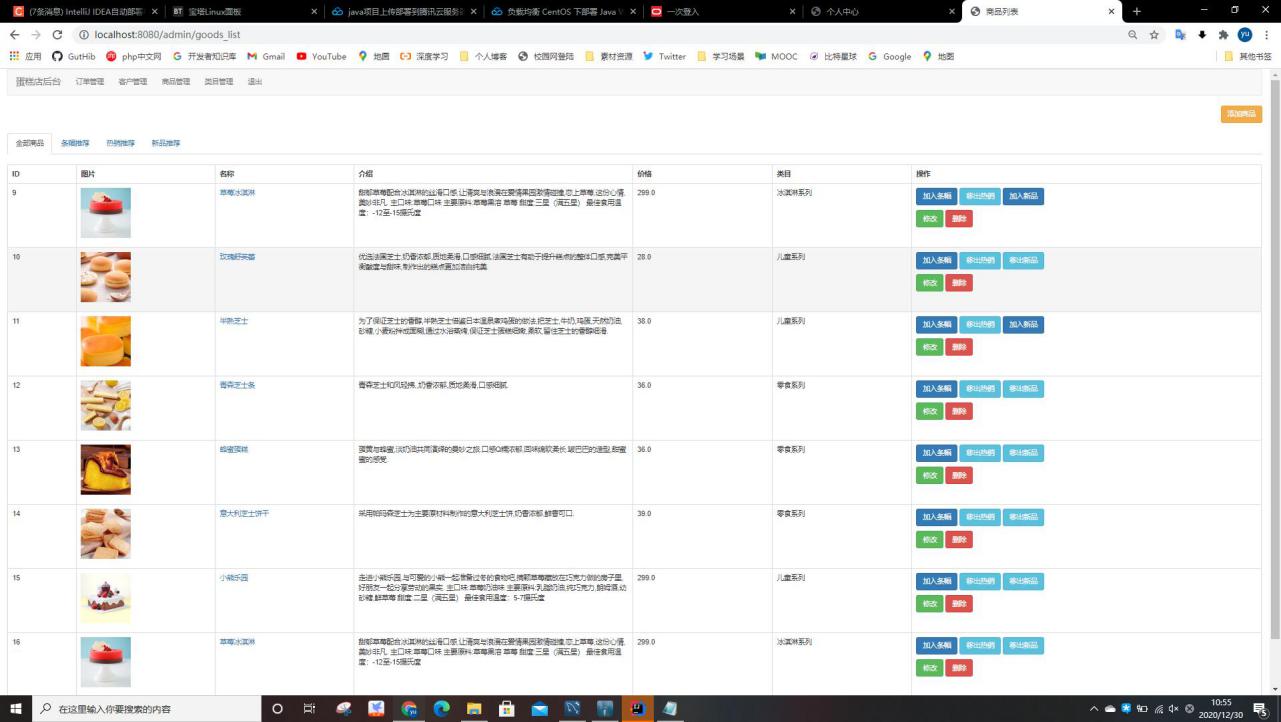 (7条消息) IntelliJ IDEA自动部署
宝塔Linux面板
java项目上传部署到腾讯云服务
负载均衡 CentOS 下部署 Java
一次登入
个人中心
商品列表
localhost:8080/admin/goods_list
应用
GutHib
php中文网
开发者知识库
Gmail
YouTube
地图
深度学习
个人博客
校园网登陆
素材资源
Twitter
学习场景
MOOC
比特星球
Google
地图
其他书签
蛋糕店后台 订单管理 客户管理 商品管理 类目管理 退出
添加商品
全部商品 条幅推荐 热销推荐 新品推荐
ID 图片 名称 介绍 价格 类目 操作
9 草莓冰淇淋 甜郁草莓配合冰淇淋的丝滑口感,让清爽与浪漫在爱情果园激情碰撞,恋上草莓,这份心情, 299.0 冰淇淋系列 加入条幅 移出热销 加入新品
美妙非凡. 主口味:草莓口味 主要原料:草莓果溶 草莓 甜度:三星（满五星） 最佳食用温
度：-12至-15摄氏度
修改 删除
10 玫瑰舒芙蕾 优选法国芝士,奶香浓郁,质地美滑,口感细腻,法国芝士有助于提升糕点的整体口感,完美平 28.0 儿童系列 加入条幅 移出热销 移出新品
衡酸度与甜味,制作出的糕点更加洁白纯美.
修改 删除
11 半熟芝士 为了保证芝士的香醇,半熟芝士借鉴日本温泉煮鸡蛋的做法,把芝士,牛奶,鸡蛋,天然奶油, 38.0 儿童系列 加入条幅 移出热销 加入新品
砂糖,小麦粉拌成面糊,通过水浴蒸烤,保证芝士蛋糕细嫩,柔软,留住芝士的香醇细滑.
修改 删除
12 青森芝士条 青森芝士和风轻拂,.奶香浓郁,质地美滑,口感细腻. 36.0 零食系列 加入条幅 移出热销 移出新品
修改 删除
13 蜂蜜蛋糕 蛋黄与蜂蜜,淡奶油共同演绎的曼妙之旅.口感Q糯浓郁.回味绵软美长.皱巴巴的造型,甜蜜 36.0 零食系列 加入条幅 移出热销 移出新品
蜜的感受.
修改 删除
14 意大利芝士饼干 采用帕玛森芝士为主要原材料制作的意大利芝士饼,奶香浓郁,鲜香可口. 39.0 零食系列 加入条幅 移出热销 移出新品
修改 删除
15 小熊乐园 走进小熊乐园,与可爱的小熊一起准备过冬的食物吧,摘颗草莓藏放在巧克力做的房子里, 299.0 儿童系列 加入条幅 移出热销 移出新品
好朋友一起分享劳动的果实. 主口味:草莓奶油味 主要原料:乳脂奶油,纯巧克力,朗姆酒,幼
砂糖,鲜草莓 甜度:二星（满五星） 最佳食用温度：5-7摄氏度
修改 删除
16 草莓冰淇淋 甜郁草莓配合冰淇淋的丝滑口感,让清爽与浪漫在爱情果园激情碰撞,恋上草莓,这份心情, 299.0 冰淇淋系列 加入条幅 移出热销 移出新品
美妙非凡. 主口味:草莓口味 主要原料:草莓果溶 草莓 甜度:三星（满五星） 最佳食用温
度：-12至-15摄氏度
修改 删除
在这里输入你要搜索的内容
10:55
2020/12/30